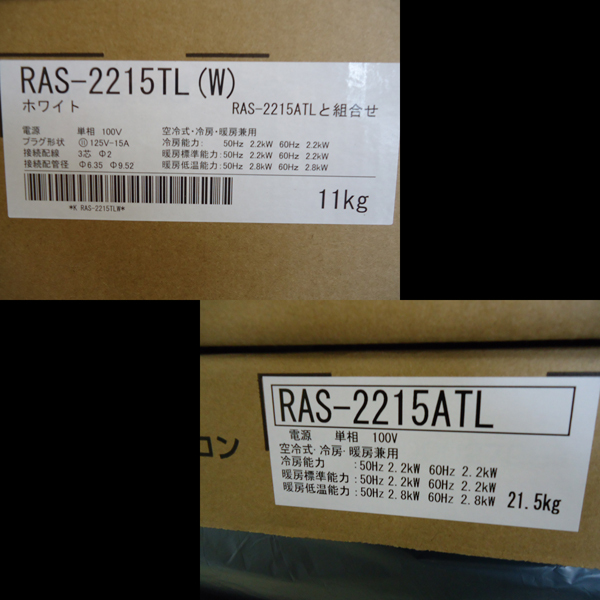 RAS-2215TL(W)
ホワイト RAS-2215ATLと組合せ
電源 単相 100V 空冷式・冷房・暖房兼用
プラグ形状 125V-15A 冷房能力: 50Hz 2.2kW 60Hz 2.2kW
接続配線 3芯 Φ2 暖房標準能力:50Hz 2.2kW 60Hz 2.2kW
接続配管径 Φ6.35 Φ9.52 暖房低温能力:50Hz 2.8kW 60Hz 2.8kW
*K RAS-2215TLW*
11kg
RAS-2215ATL
電源 単相 100V
空冷式・冷房・暖房兼用
冷房能力 :50Hz 2.2kW 60Hz 2.2kW
暖房標準能力:50Hz 2.2kW 60Hz 2.2kW
暖房低温能力:50Hz 2.8kW 60Hz 2.8kW
21.5kg
コン